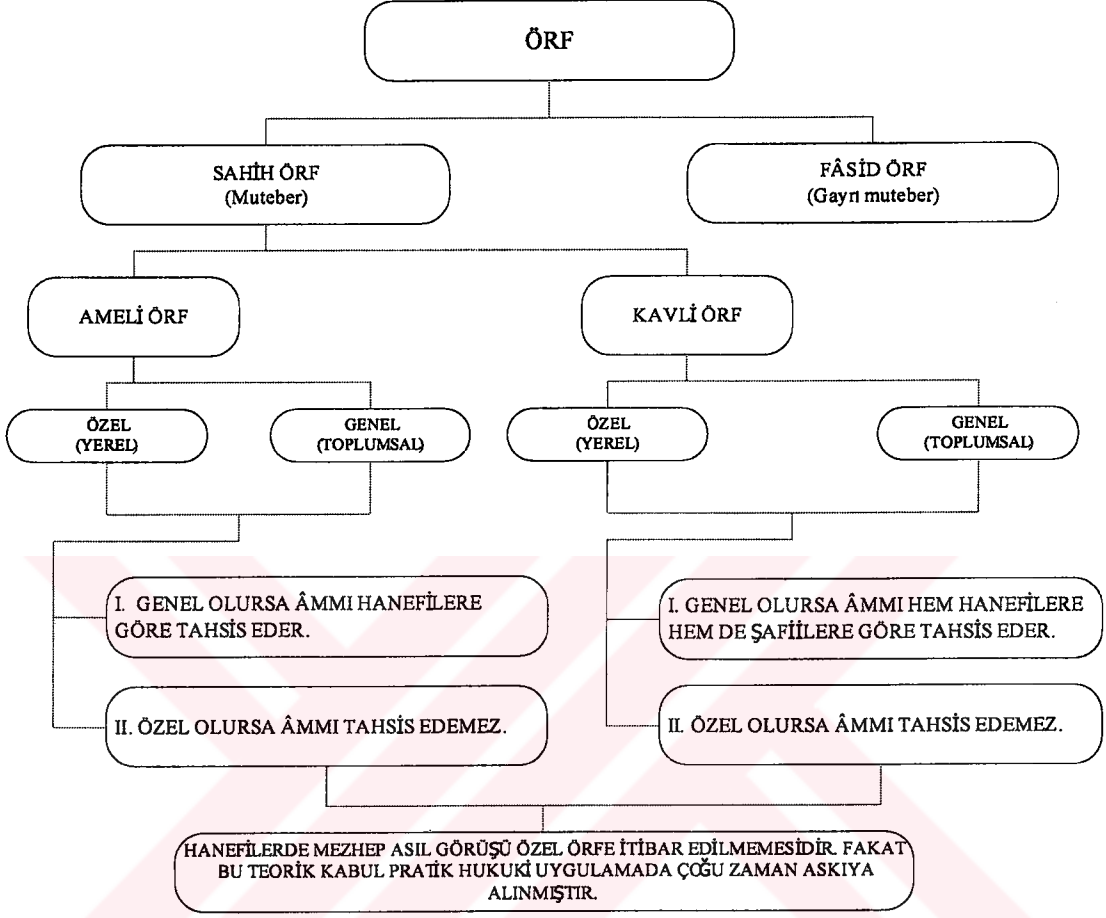 ÖRF
SAHİH ÖRF
(Muteber)
FÂSİD ÖRF
(Gayri muteber)
AMELİ ÖRF
KAVLİ ÖRF
ÖZEL
(YEREL)
GENEL
(TOPLUMSAL)
ÖZEL
(YEREL)
GENEL
(TOPLUMSAL)
I. GENEL OLURSA ÂMMI HANEFİLERE
GÖRE TAHSİS EDER.
I. GENEL OLURSA ÂMMI HEM HANEFİLERE
HEM DE ŞAFİİLERE GÖRE TAHSİS EDER.
II. ÖZEL OLURSA ÂMMI TAHSİS EDEMEZ.
II. ÖZEL OLURSA ÂMMI TAHSİS EDEMEZ.
HANEFİLERDE MEZHEP ASIL GÖRÜŞÜ ÖZEL ÖRFE İTİBAR EDİLMEMESİDİR. FAKAT
BU TEORİK KABUL PRATİK HUKUKİ UYGULAMADA ÇOĞU ZAMAN ASKIYA
ALINMIŞTIR.